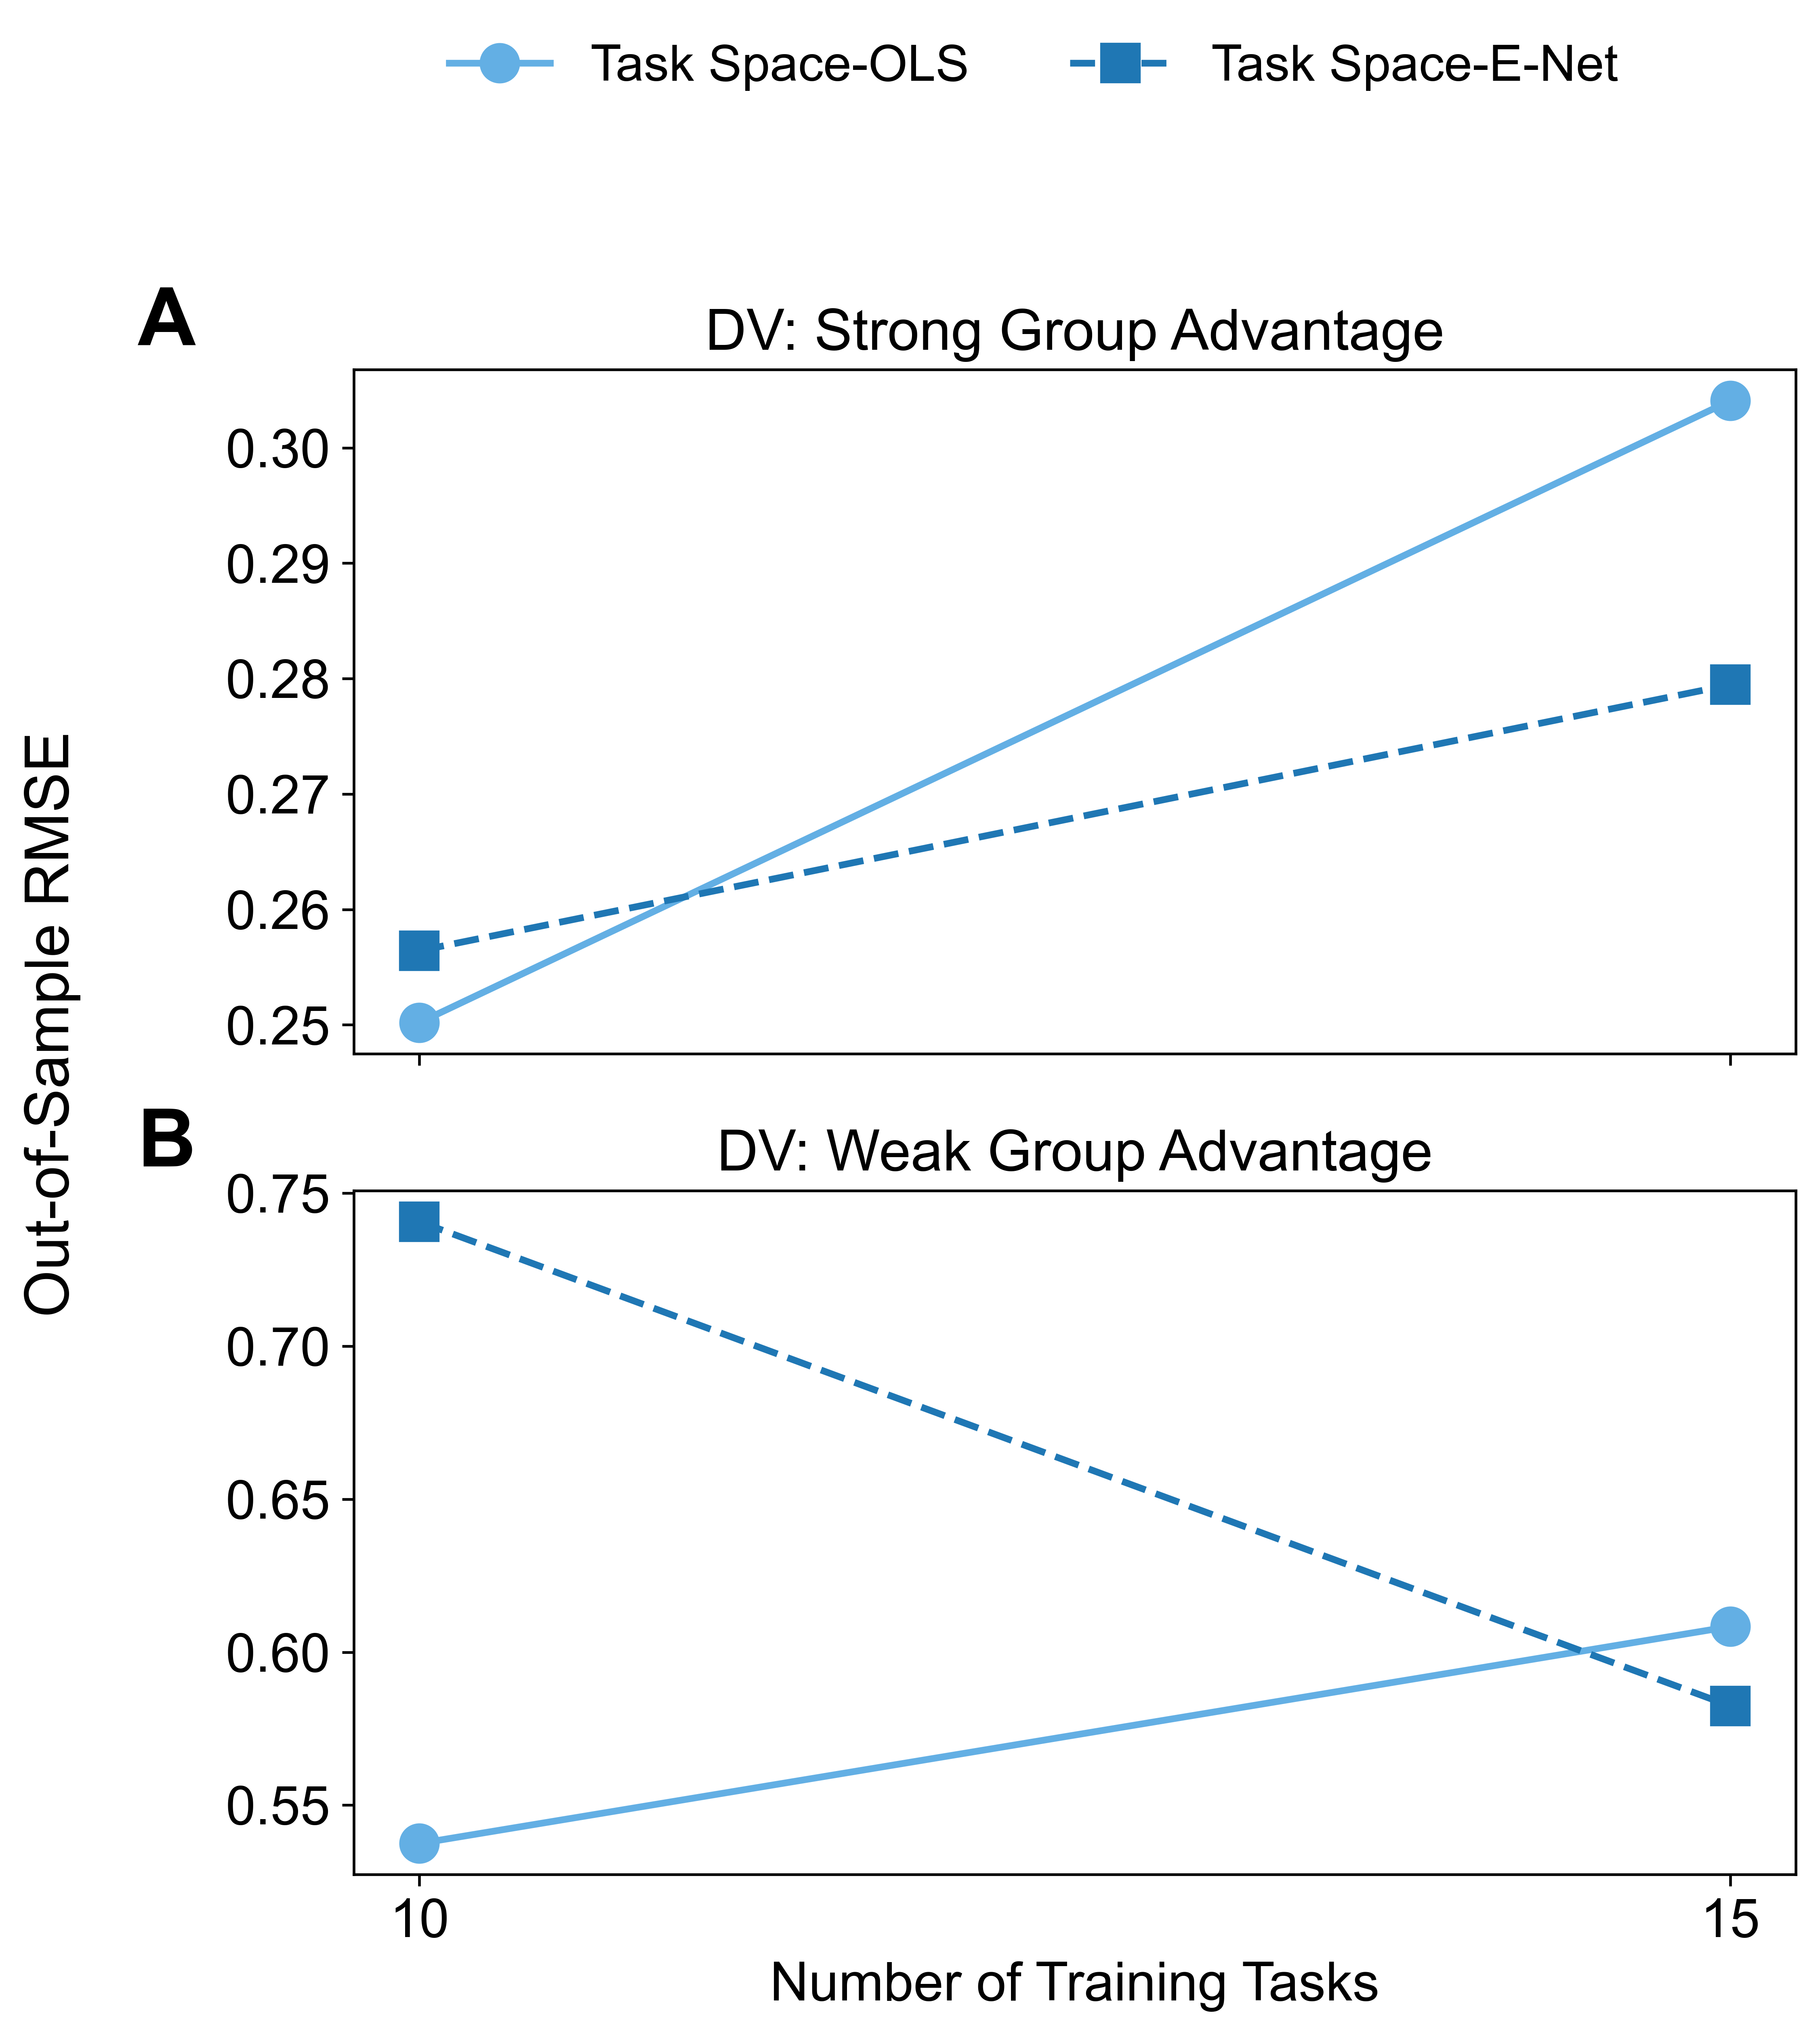 Task Space-OLS
Task Space-E-Net
A
DV: Strong Group Advantage
0.30
0.29
0.28
0.27
0.26
0.25
Out-of-Sample RMSE
B
DV: Weak Group Advantage
0.75
0.70
0.65
0.60
0.55
10
15
Number of Training Tasks